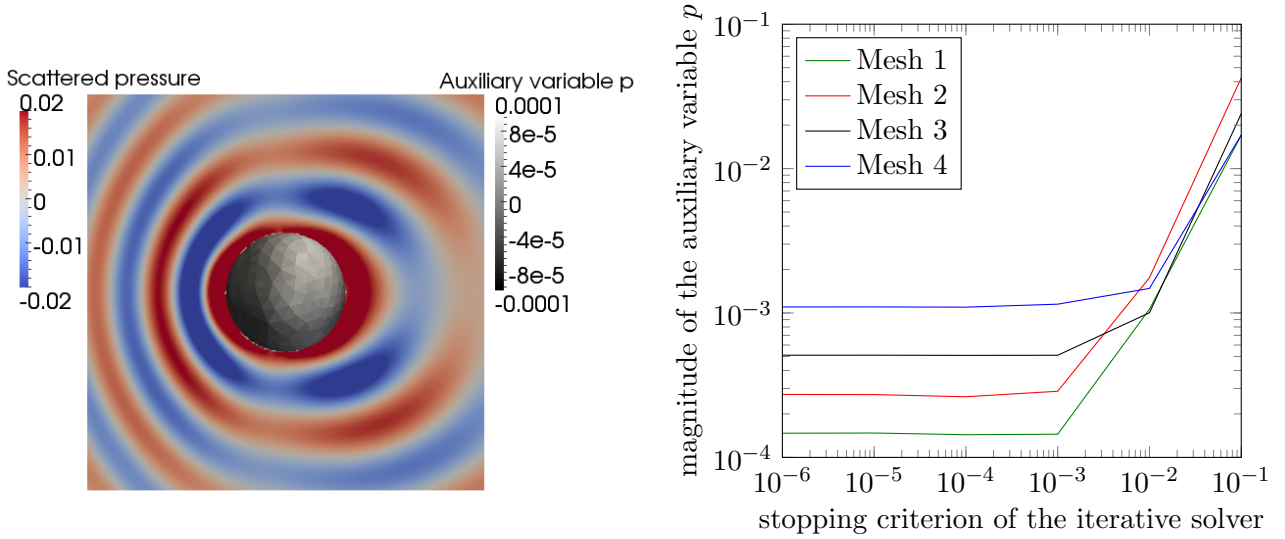 Scattered pressure
0.02
0.01
0
-0.01
-0.02
Auxiliary variable p
0.0001
8e-5
4e-5
0
-4e-5
-8e-5
-0.0001
magnitude of the auxiliary variable p
10⁻¹
10⁻²
10⁻³
10⁻⁴
Mesh 1
Mesh 2
Mesh 3
Mesh 4
10⁻⁶ 10⁻⁵ 10⁻⁴ 10⁻³ 10⁻² 10⁻¹
stopping criterion of the iterative solver